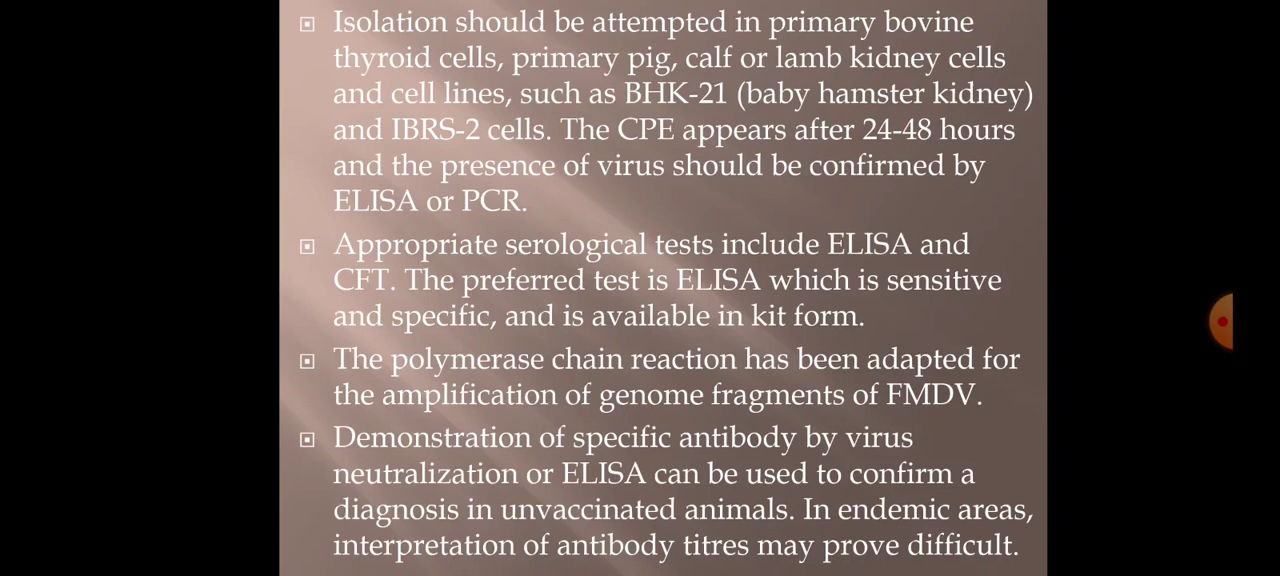 Isolation should be attempted in primary bovine
thyroid cells, primary pig, calf or lamb kidney cells
and cell lines, such as BHK-21 (baby hamster kidney)
and IBRS-2 cells. The CPE appears after 24-48 hours
and the presence of virus should be confirmed by
ELISA or PCR.
Appropriate serological tests include ELISA and
CFT. The preferred test is ELISA which is sensitive
and specific, and is available in kit form.
The polymerase chain reaction has been adapted for
the amplification of genome fragments of FMDV.
Demonstration of specific antibody by virus
neutralization or ELISA can be used to confirm a
diagnosis in unvaccinated animals. In endemic areas,
interpretation of antibody titres may prove difficult.